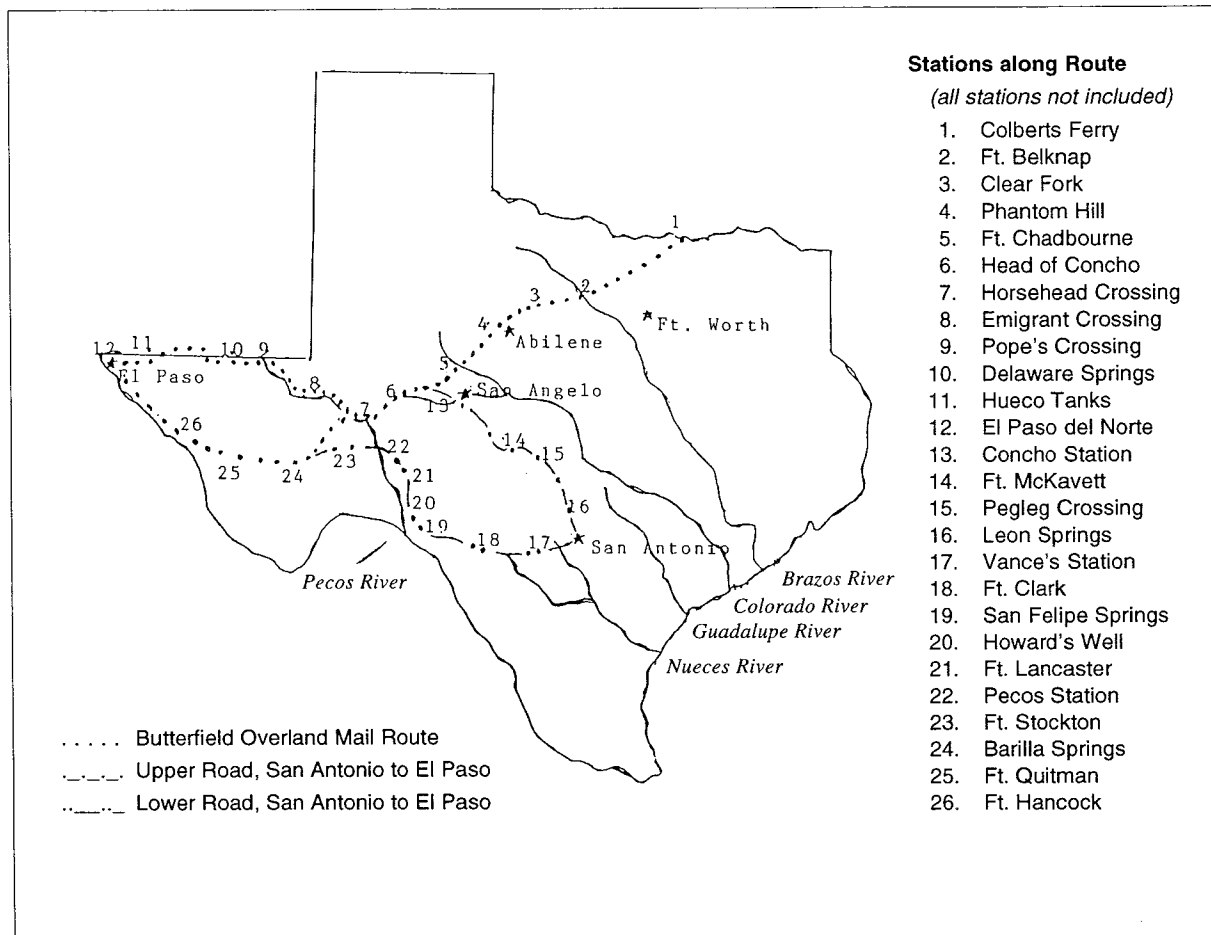 Stations along Route
(all stations not included)
1. Colberts Ferry
2. Ft. Belknap
3. Clear Fork
4. Phantom Hill
5. Ft. Chadbourne
6. Head of Concho
7. Horsehead Crossing
8. Emigrant Crossing
9. Pope's Crossing
10. Delaware Springs
11. Hueco Tanks
12. El Paso del Norte
13. Concho Station
14. Ft. McKavett
15. Pegleg Crossing
16. Leon Springs
17. Vance's Station
18. Ft. Clark
19. San Felipe Springs
20. Howard's Well
21. Ft. Lancaster
22. Pecos Station
23. Ft. Stockton
24. Barilla Springs
25. Ft. Quitman
26. Ft. Hancock
1
2
3
4
Ft. Worth
Abilene
12 11 10 9
El Paso
5
8
6
San Angelo
13
7
26
25
24
23
22
14
15
21
20
19
16
18
17
San Antonio
Pecos River
Brazos River
Colorado River
Guadalupe River
Nueces River
..... Butterfield Overland Mail Route
._._._. Upper Road, San Antonio to El Paso
..__.._ Lower Road, San Antonio to El Paso